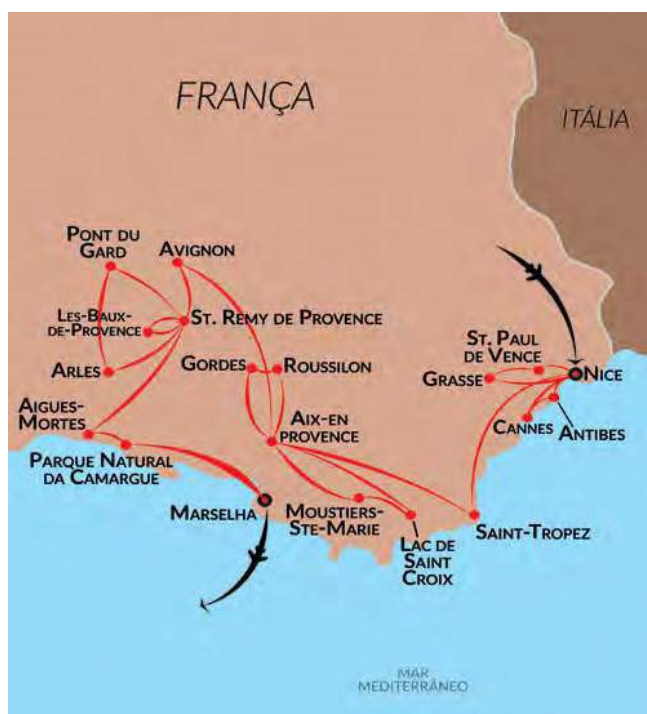 FRANÇA
ITÁLIA
PONT DU
GARD
AVIGNON
LES-BAUX-
DE-PROVENCE
ST. REMY DE PROVENCE
ST. PAUL
DE VENCE
GORDES
ROUSSILON
ARLES
GRASSE
NICE
AIGUES-
MORTES
AIX-EN
PROVENCE
CANNES
ANTIBES
PARQUE NATURAL
DA CAMARGUE
MARSELHA
MOUSTIERS-
STE-MARIE
LAC DE
SAINT
CROIX
SAINT-TROPEZ
MAR
MEDITERRÂNEO